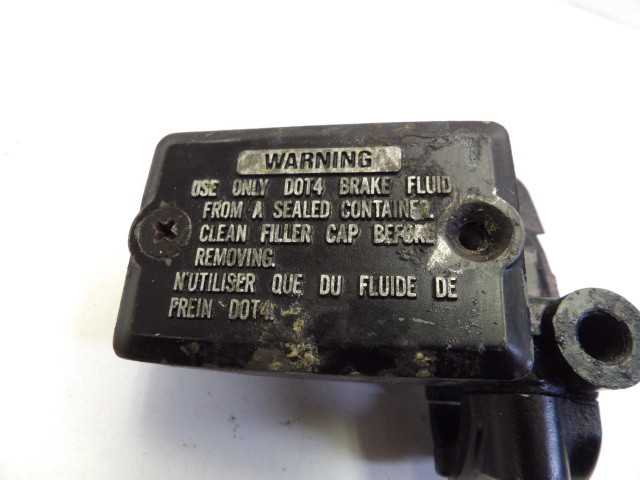 WARNING
USE ONLY DOT4 BRAKE FLUID
FROM A SEALED CONTAINER.
CLEAN FILLER CAP BEFORE
REMOVING.
N'UTILISER QUE DU FLUIDE DE
FREIN DOT4.